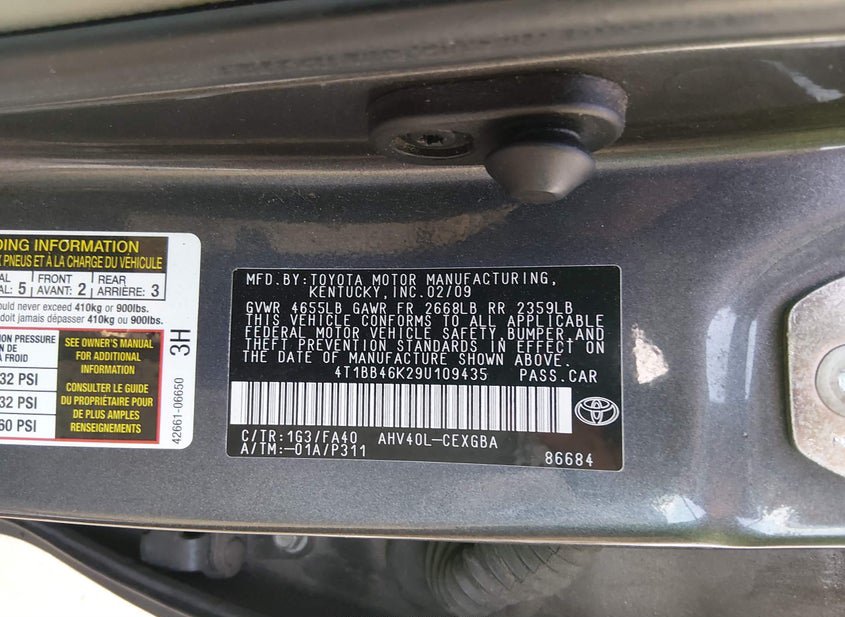 DING INFORMATION
X PNEUS ET À LA CHARGE DU VÉHICULE
AL FRONT REAR
AL: 5 AVANT: 2 ARRIÈRE: 3
ould never exceed 410kg or 900lbs.
doit jamais dépasser 410kg ou 900lbs.
ION PRESSURE
DE
À FROID
32 PSI
32 PSI
60 PSI
SEE OWNER'S MANUAL
FOR ADDITIONAL
INFORMATION
CONSULTER LE GUIDE
DU PROPRIÉTAIRE POUR
DE PLUS AMPLES
RENSEIGNEMENTS
3H
42661-06650
MFD.BY:TOYOTA MOTOR MANUFACTURING,
KENTUCKY, INC.02/09
GVWR 4655LB GAWR FR 2668LB RR 2359LB
THIS VEHICLE CONFORMS TO ALL APPLICABLE
FEDERAL MOTOR VEHICLE SAFETY,BUMPER,AND
THEFT PREVENTION STANDARDS IN EFFECT ON
THE DATE OF MANUFACTURE SHOWN ABOVE.
4T1BB46K29U109435 PASS.CAR
C/TR:1G3/FA40 AHV40L-CEXGBA
A/TM:-01A/P311 86684